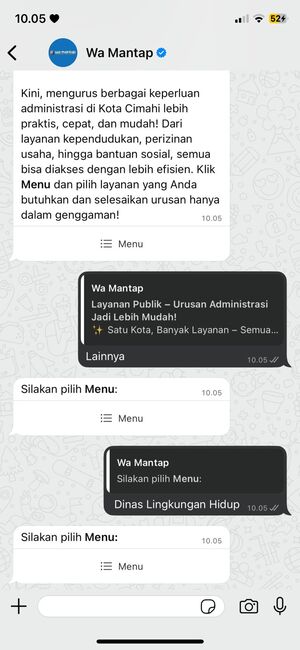 10.05
52
Wa Mantap
Kini, mengurus berbagai keperluan
administrasi di Kota Cimahi lebih
praktis, cepat, dan mudah! Dari
layanan kependudukan, perizinan
usaha, hingga bantuan sosial, semua
bisa diakses dengan lebih efisien. Klik
Menu dan pilih layanan yang Anda
butuhkan dan selesaikan urusan hanya
dalam genggaman!
10.05
Menu
Wa Mantap
Layanan Publik – Urusan Administrasi
Jadi Lebih Mudah!
✨ Satu Kota, Banyak Layanan – Semua...
Lainnya
10.05
Silakan pilih Menu:
10.05
Menu
Wa Mantap
Silakan pilih Menu:
Dinas Lingkungan Hidup
10.05
Silakan pilih Menu:
10.05
Menu